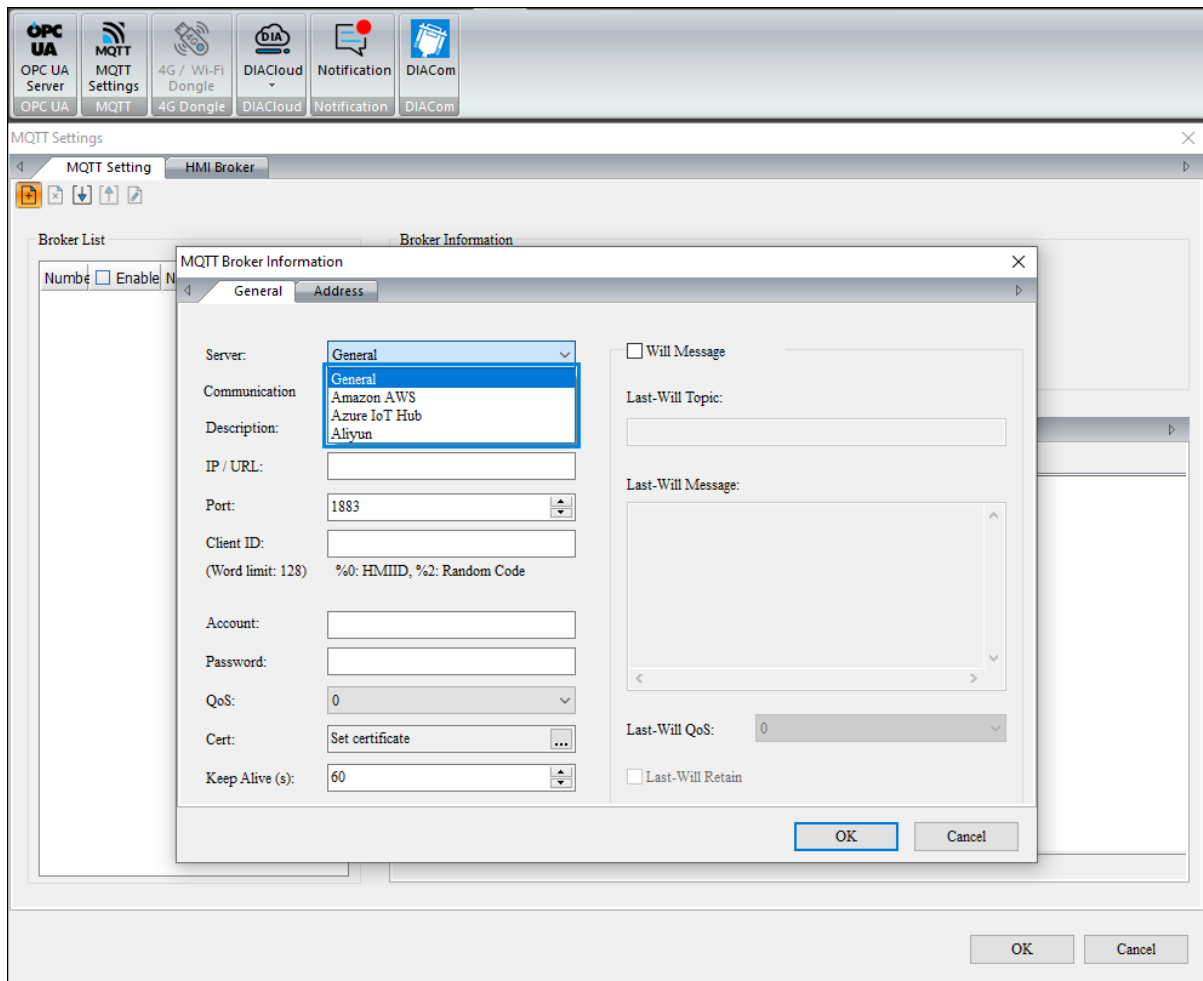 OPC
UA
MQTT
DIA
OPC UA
Server
MQTT
Settings
4G / Wi-Fi
Dongle
DIACloud
Notification
DIACom
OPC UA
MQTT
4G Dongle
DIACloud
Notification
DIACom
MQTT Settings
MQTT Setting
HMI Broker
Broker List
Broker Information
Enable
MQTT Broker Information
General
Address
Server:
General
General
Amazon AWS
Azure IoT Hub
Aliyun
Communication
Description:
IP / URL:
Port:
1883
Client ID:
(Word limit: 128)
%0: HMIID, %2: Random Code
Account:
Password:
QoS:
0
Cert:
Set certificate
...
Keep Alive (s):
60
Will Message
Last-Will Topic:
Last-Will Message:
Last-Will QoS:
0
Last-Will Retain
OK
Cancel
OK
Cancel